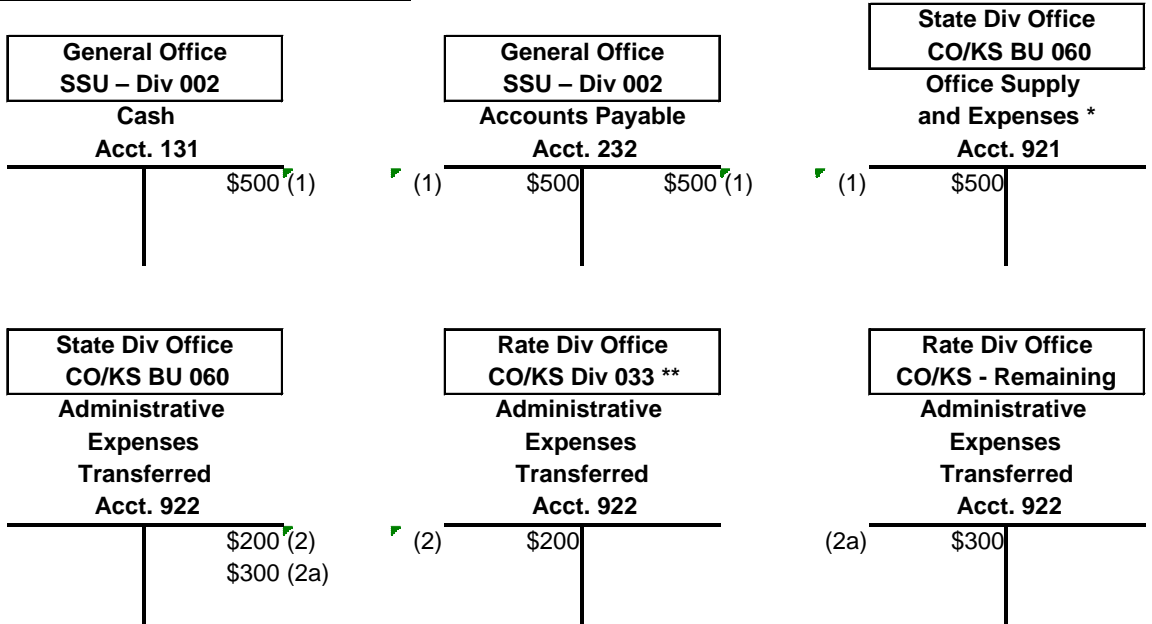 General Office
SSU – Div 002
Cash
Acct. 131
$500 (1)
General Office
SSU – Div 002
Accounts Payable
Acct. 232
(1) $500 $500 (1)
State Div Office
CO/KS BU 060
Office Supply
and Expenses *
Acct. 921
(1) $500
State Div Office
CO/KS BU 060
Administrative
Expenses
Transferred
Acct. 922
$200 (2)
$300 (2a)
Rate Div Office
CO/KS Div 033 **
Administrative
Expenses
Transferred
Acct. 922
(2) $200
Rate Div Office
CO/KS - Remaining
Administrative
Expenses
Transferred
Acct. 922
(2a) $300